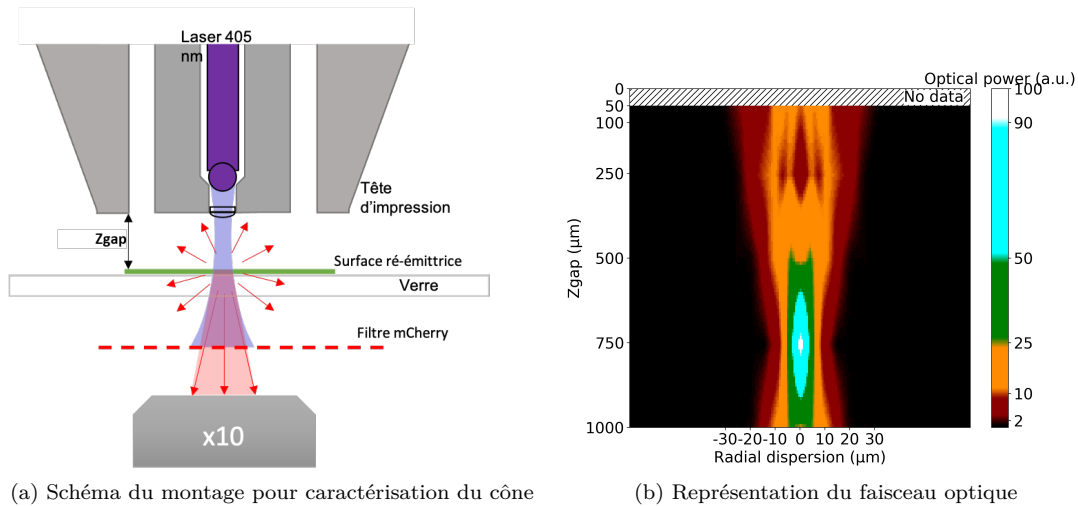 Laser 405
nm
Tête
d'impression
Zgap
Surface ré-émittrice
Verre
Filtre mCherry
x10
(a) Schéma du montage pour caractérisation du cône
Optical power (a.u.)
No data
0
50
100
250
500
750
1000
Zgap (µm)
-30 -20 -10 0 10 20 30
Radial dispersion (µm)
100
90
50
25
10
2
(b) Représentation du faisceau optique